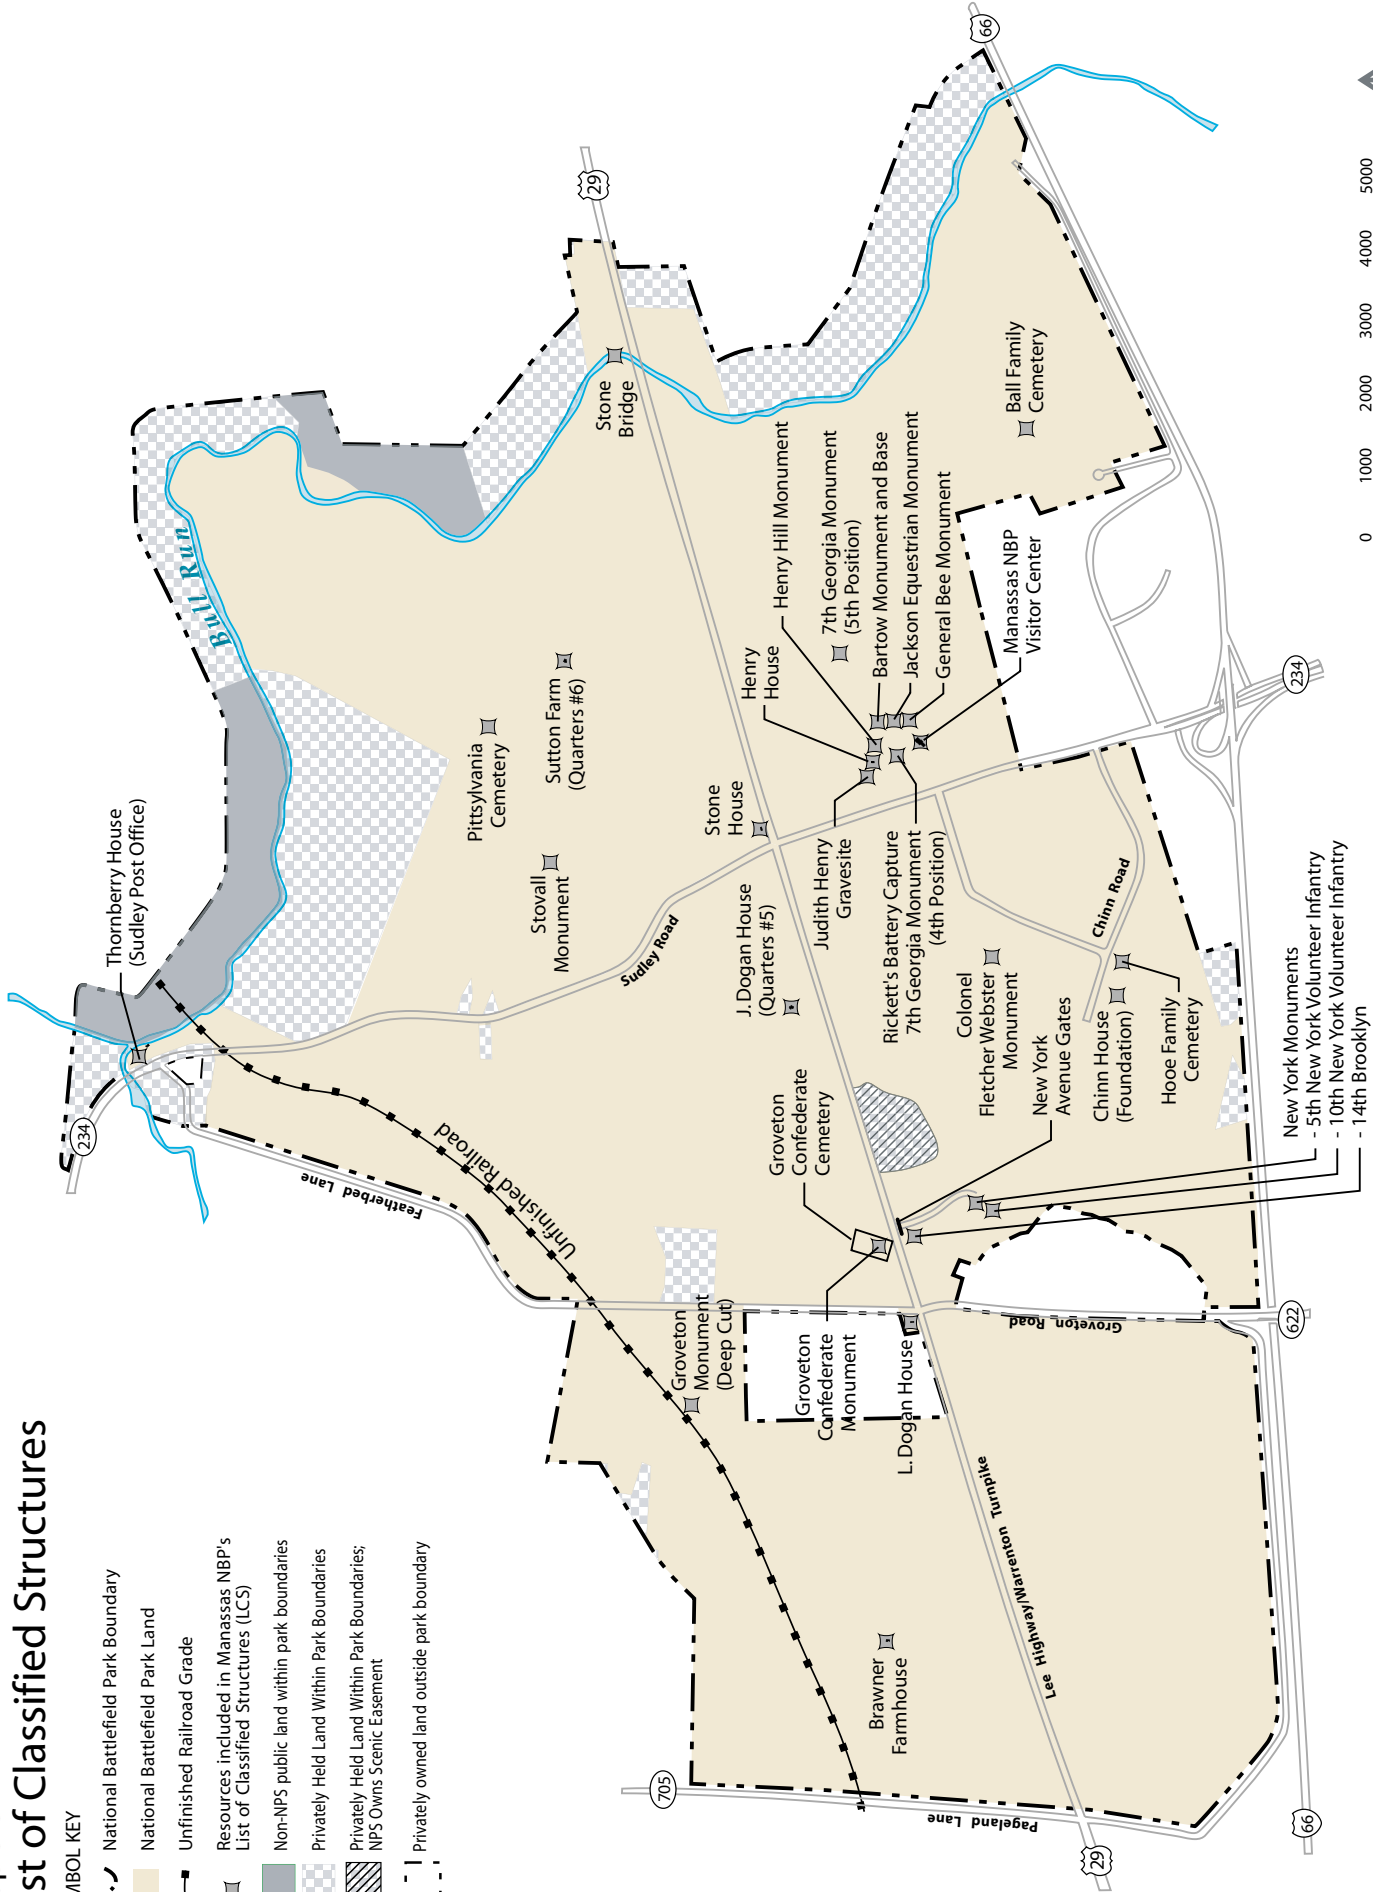 st of Classified Structures
MBOL KEY
National Battlefield Park Boundary
National Battlefield Park Land
Unfinished Railroad Grade
Resources included in Manassas NBP's
List of Classified Structures (LCS)
Non-NPS public land within park boundaries
Privately Held Land Within Park Boundaries
Privately Held Land Within Park Boundaries;
NPS Owns Scenic Easement
Privately owned land outside park boundary
234
Thornberry House
(Sudley Post Office)
Bull Run
Featherbed Lane
Unfinished Railroad
Sudley Road
Pittsylvania
Cemetery
Sutton Farm
(Quarters #6)
Stovall
Monument
Stone
Bridge
29
66
Stone
House
J. Dogan House
(Quarters #5)
Henry
House
Henry Hill Monument
7th Georgia Monument
(5th Position)
Bartow Monument and Base
Jackson Equestrian Monument
General Bee Monument
Manassas NBP
Visitor Center
Ball Family
Cemetery
Judith Henry
Gravesite
Rickett's Battery Capture
7th Georgia Monument
(4th Position)
Colonel
Fletcher Webster
Monument
New York
Avenue Gates
Chinn House
(Foundation)
Hooe Family
Cemetery
Chinn Road
234
Groveton
Confederate
Cemetery
Groveton
Monument
(Deep Cut)
Groveton
Confederate
Monument
L. Dogan House
Groveton Road
622
New York Monuments
- 5th New York Volunteer Infantry
- 10th New York Volunteer Infantry
- 14th Brooklyn
Brawner
Farmhouse
Lee Highway/Warrenton Turnpike
705
Pageland Lane
29
66
0 1000 2000 3000 4000 5000